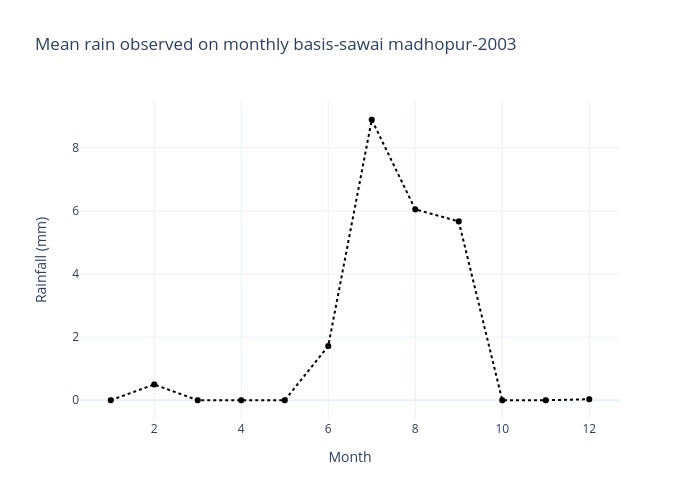 Mean rain observed on monthly basis-sawai madhopur-2003
8
6
4
2
0
Rainfall (mm)
2 4 6 8 10 12
Month